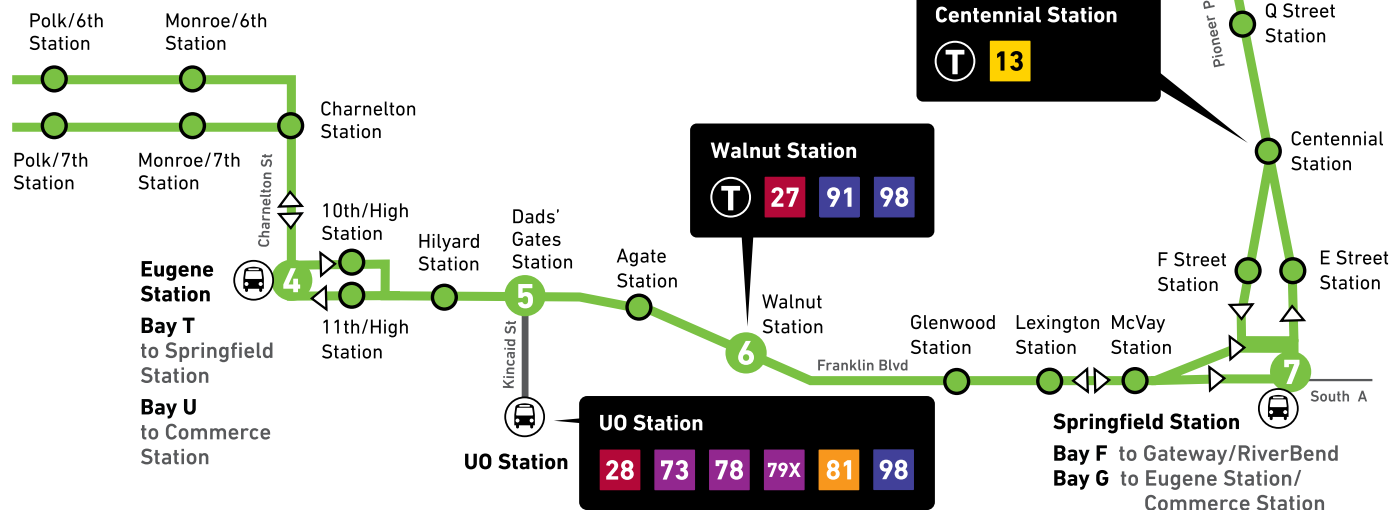 Polk/6th
Station
Monroe/6th
Station
Charnelton
Station
Polk/7th
Station
Monroe/7th
Station
Charnelton St
10th/High
Station
Eugene
Station
4
11th/High
Station
Bay T
to Springfield
Station
Bay U
to Commerce
Station
Hilyard
Station
Dads’
Gates
Station
5
Kincaid St
UO Station
Agate
Station
Walnut Station
T 27 91 98
Walnut
Station
6
UO Station
28 73 78 79X 81 98
Franklin Blvd
Glenwood
Station
Lexington
Station
McVay
Station
Centennial Station
T 13
Pioneer P
Q Street
Station
Centennial
Station
F Street
Station
E Street
Station
7
South A
Springfield Station
Bay F to Gateway/RiverBend
Bay G to Eugene Station/
Commerce Station